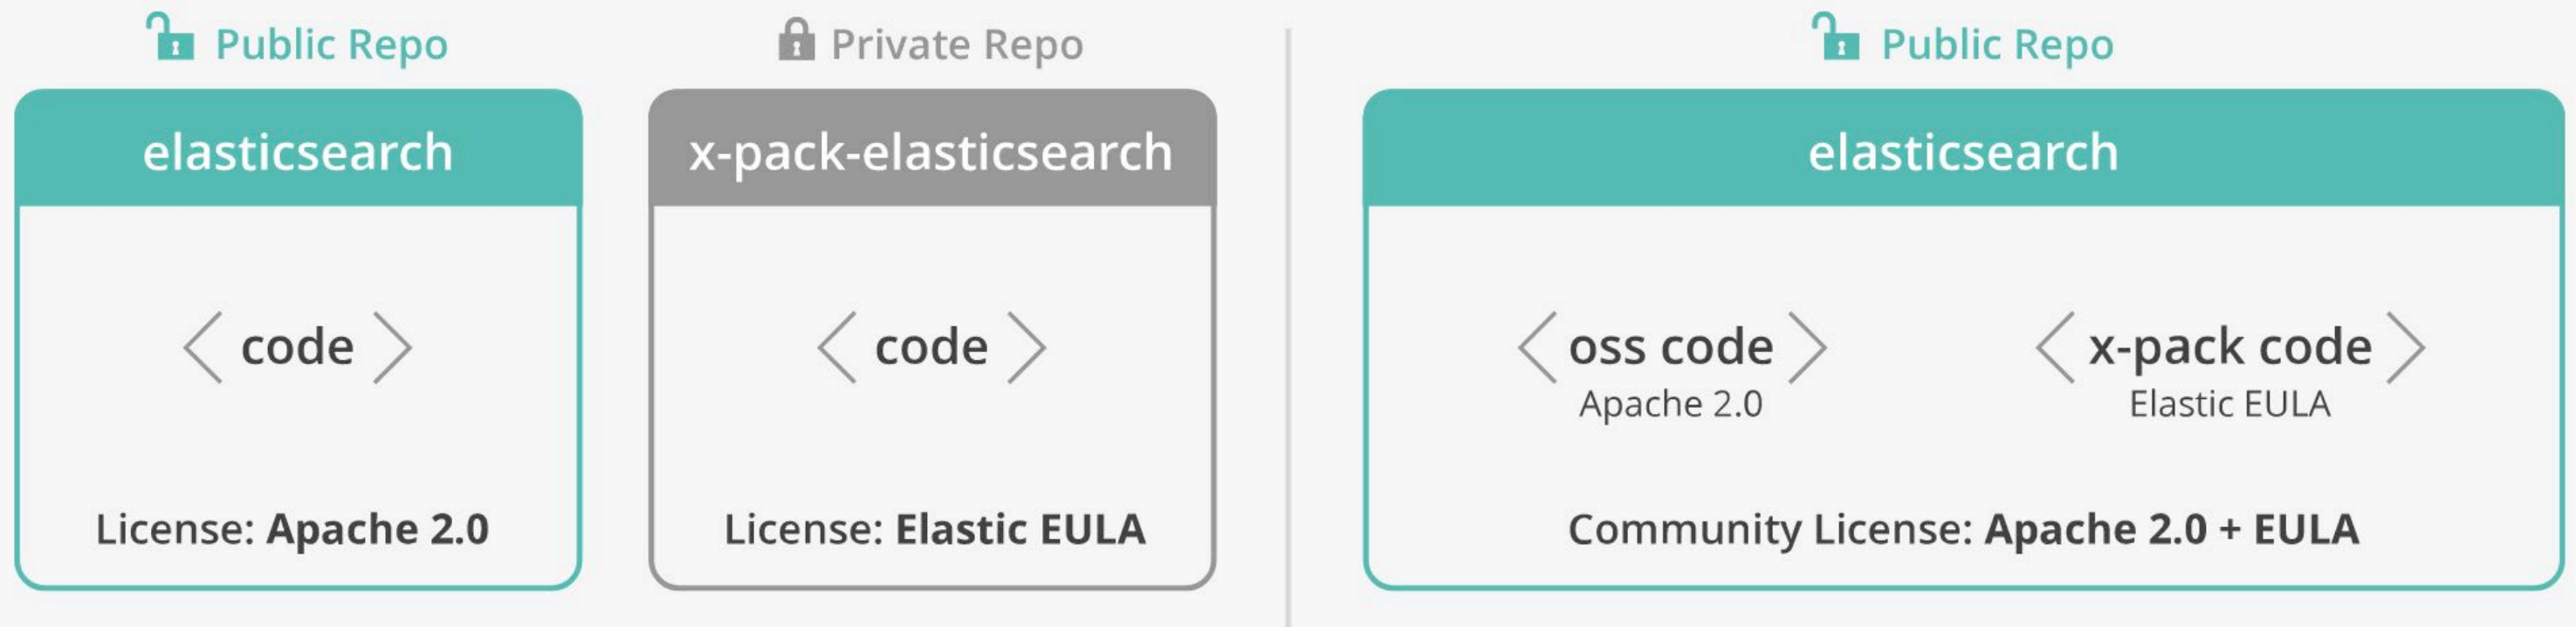 Public Repo
elasticsearch
code
License: Apache 2.0
Private Repo
x-pack-elasticsearch
code
License: Elastic EULA
Public Repo
elasticsearch
oss code
Apache 2.0
x-pack code
Elastic EULA
Community License: Apache 2.0 + EULA